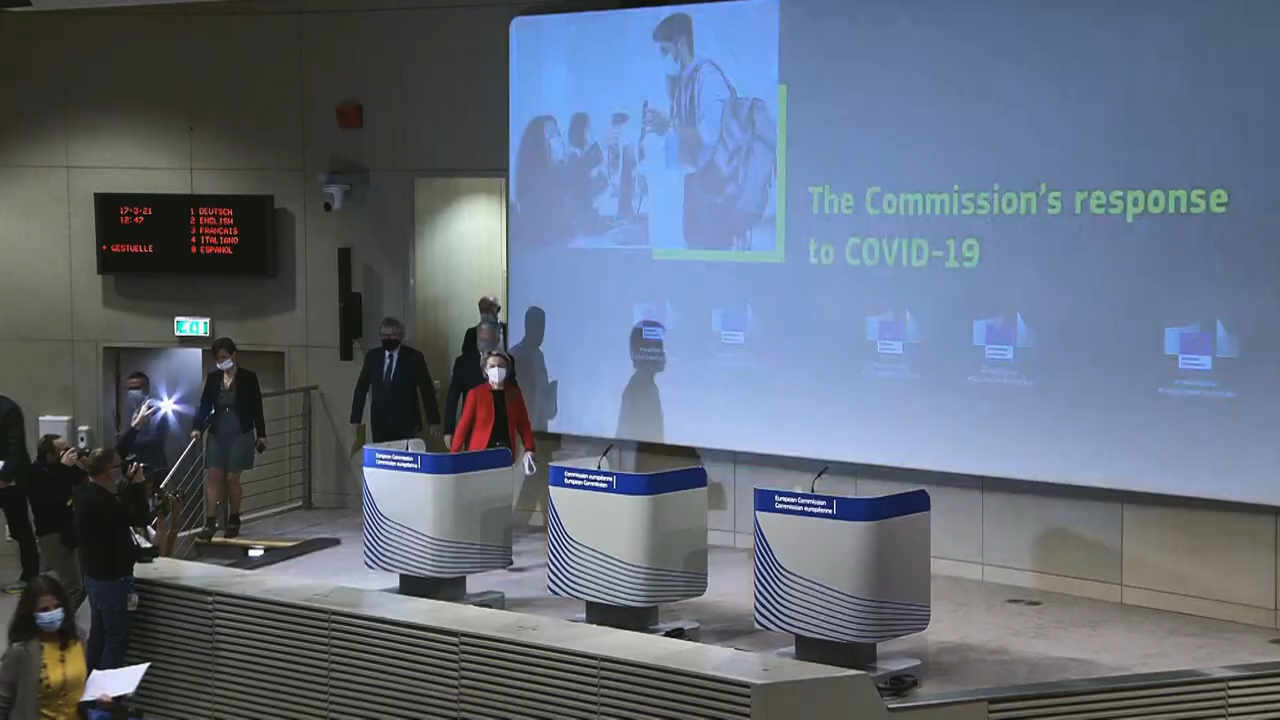 The Commission's response
to COVID-19
17-3-21 1 DEUTSCH
12:47 2 ENGLISH
3 FRANCAIS
4 ITALIANO
+ GESTUELLE 0 ESPANOL
European Commission
Commission européenne
Commission européenne
European Commission
European Commission
Commission européenne